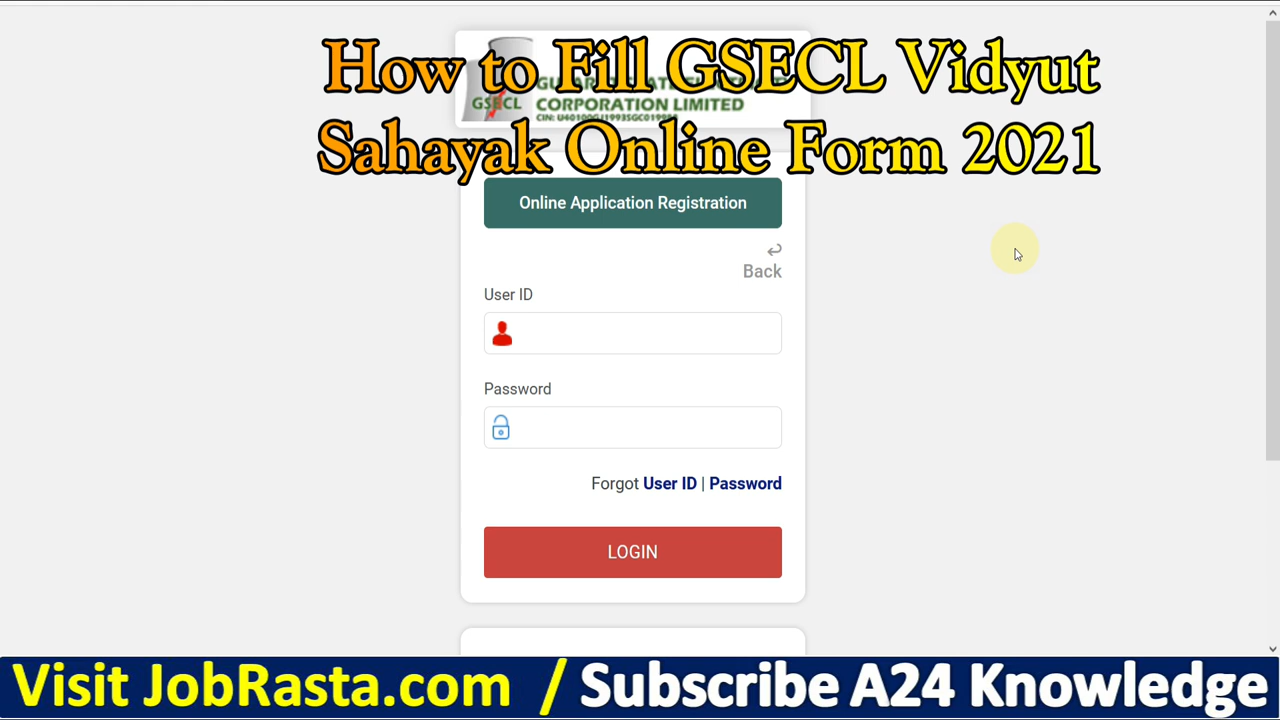 How to Fill GSECL Vidyut
Sahayak Online Form 2021
GSECL
CORPORATION LIMITED
Online Application Registration
Back
User ID
Password
Forgot User ID | Password
LOGIN
Visit JobRasta.com / Subscribe A24 Knowledge